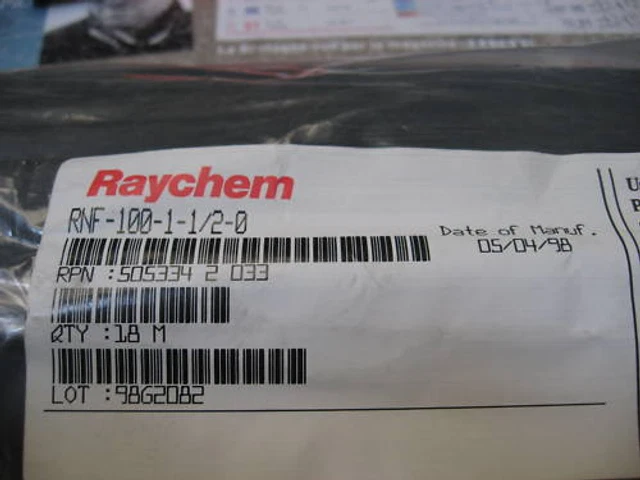 Raychem
RNF-100-1-1/2-0
Date of Manuf.
05/04/98
RPN :505334 2 033
QTY :18 M
LOT :98G2082